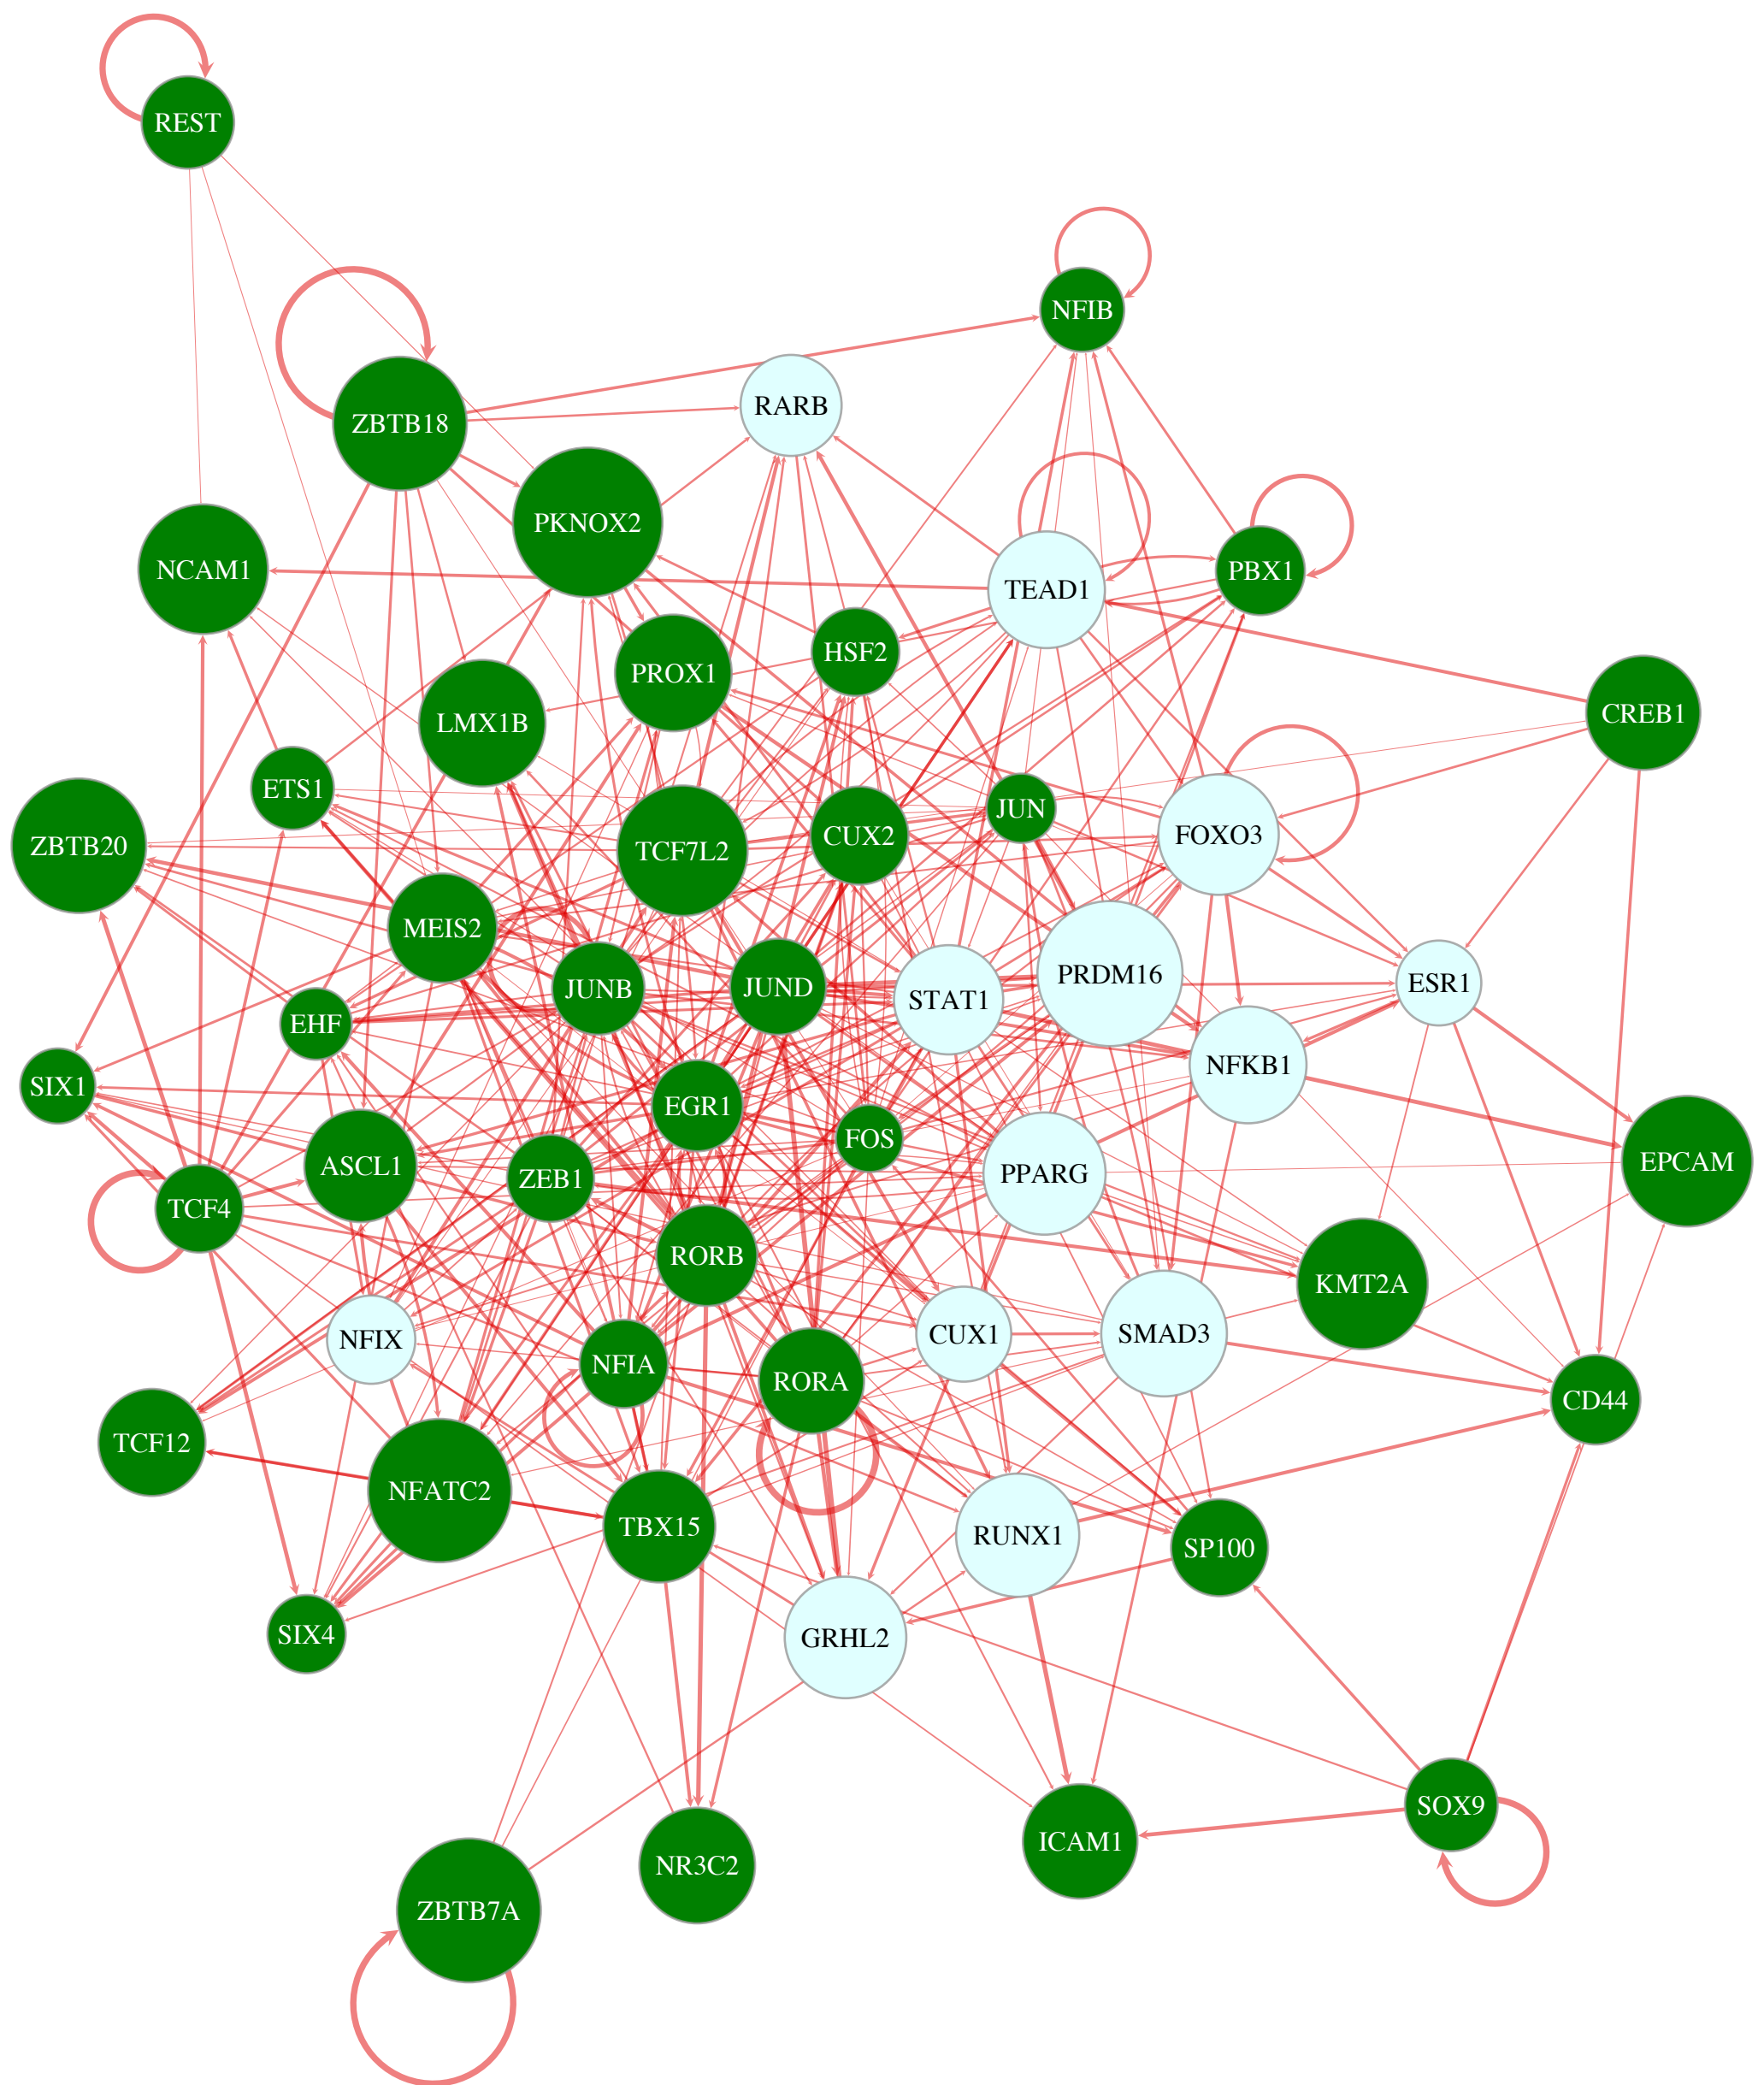 REST
NFIB
RARB
ZBTB18
PKNOX2
NCAM1
PBX1
TEAD1
HSF2
PROX1
CREB1
LMX1B
ETS1
JUN
CUX2
FOXO3
ZBTB20
TCF7L2
MEIS2
PRDM16
ESR1
JUNB
JUND
STAT1
EHF
NFKB1
SIX1
EGR1
FOS
EPCAM
ASCL1
PPARG
ZEB1
TCF4
RORB
KMT2A
CUX1
SMAD3
NFIX
NFIA
RORA
CD44
TCF12
NFATC2
TBX15
RUNX1
SP100
SIX4
GRHL2
SOX9
ICAM1
NR3C2
ZBTB7A